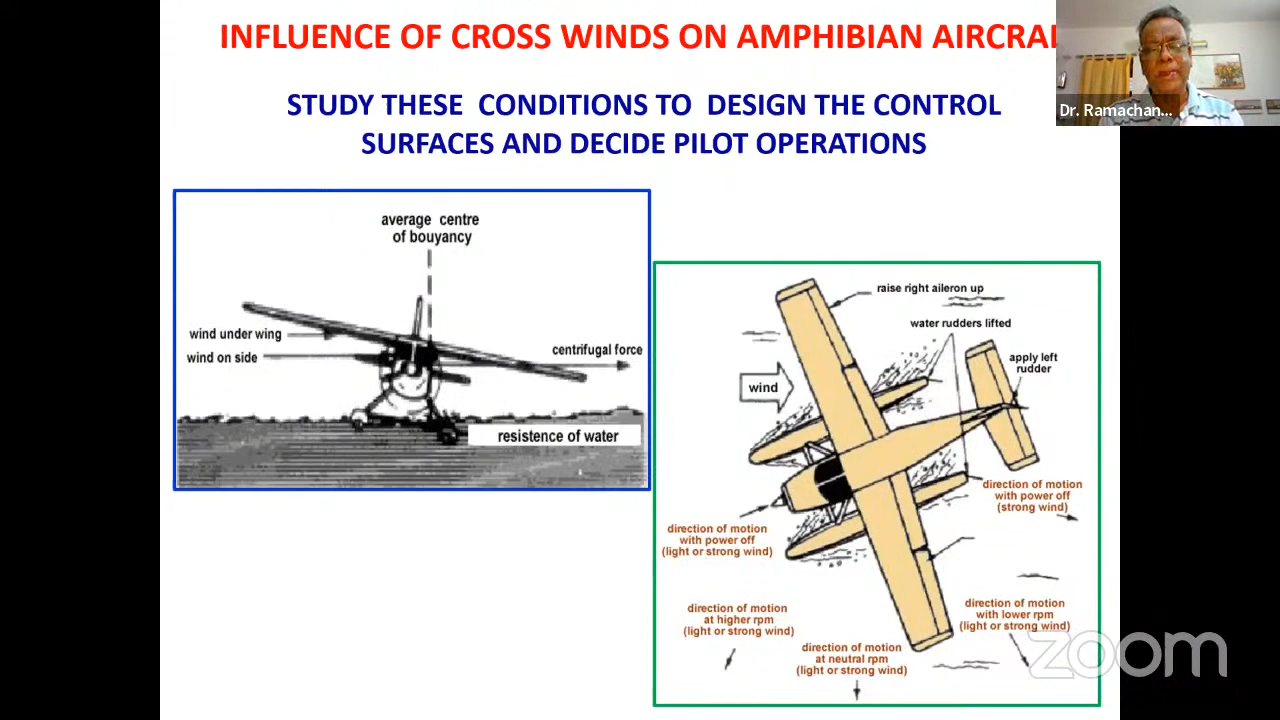 INFLUENCE OF CROSS WINDS ON AMPHIBIAN AIRCRA
Dr. Ramachan...
STUDY THESE CONDITIONS TO DESIGN THE CONTROL
SURFACES AND DECIDE PILOT OPERATIONS
average centre
of bouyancy
wind under wing
wind on side
centrifugal force
resistence of water
raise right aileron up
water rudders lifted
apply left
rudder
wind
direction of motion
with power off
(strong wind)
direction of motion
with power off
(light or strong wind)
direction of motion
at higher rpm
(light or strong wind)
direction of motion
at neutral rpm
(light or strong wind)
direction of motion
with lower rpm
(light or strong wind)
zoom